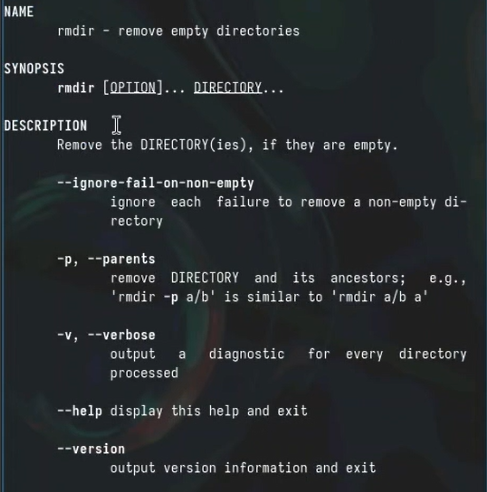 NAME
rmdir - remove empty directories
SYNOPSIS
rmdir [OPTION]... DIRECTORY...
DESCRIPTION
Remove the DIRECTORY(ies), if they are empty.
--ignore-fail-on-non-empty
ignore each failure to remove a non-empty di-
rectory
-p, --parents
remove DIRECTORY and its ancestors; e.g.,
'rmdir -p a/b' is similar to 'rmdir a/b a'
-v, --verbose
output a diagnostic for every directory
processed
--help display this help and exit
--version
output version information and exit